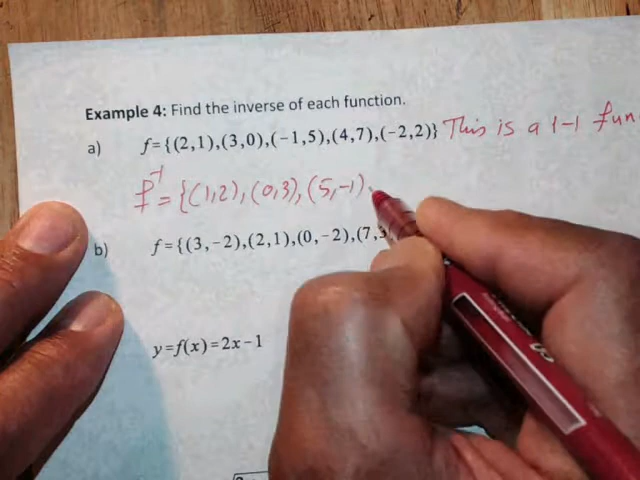 Example 4: Find the inverse of each function.
a) f={(2,1),(3,0),(−1,5),(4,7),(−2,2)} This is a 1-1 fun
f⁻¹={(1,2),(0,3),(5,-1),
b) f={(3,−2),(2,1),(0,−2),(7,3
y=f(x)=2x−1